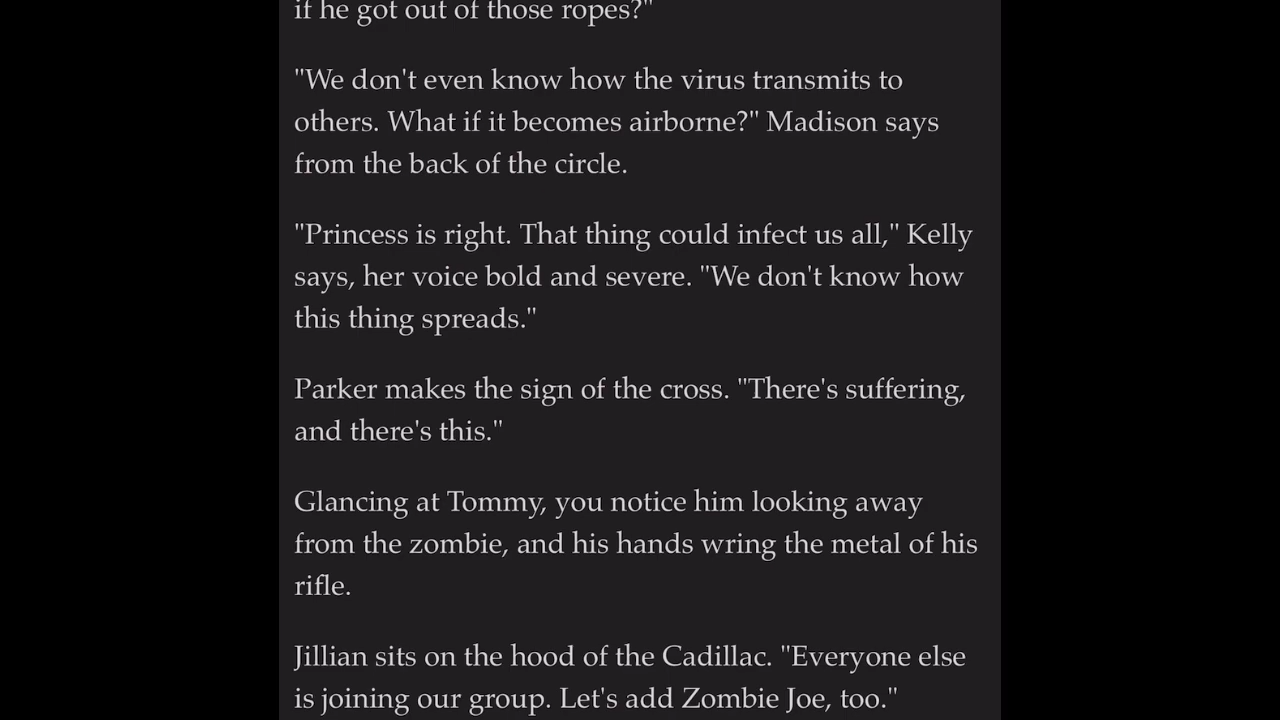 if he got out of those ropes?"
"We don't even know how the virus transmits to
others. What if it becomes airborne?" Madison says
from the back of the circle.
"Princess is right. That thing could infect us all," Kelly
says, her voice bold and severe. "We don't know how
this thing spreads."
Parker makes the sign of the cross. "There's suffering,
and there's this."
Glancing at Tommy, you notice him looking away
from the zombie, and his hands wring the metal of his
rifle.
Jillian sits on the hood of the Cadillac. "Everyone else
is joining our group. Let's add Zombie Joe, too."